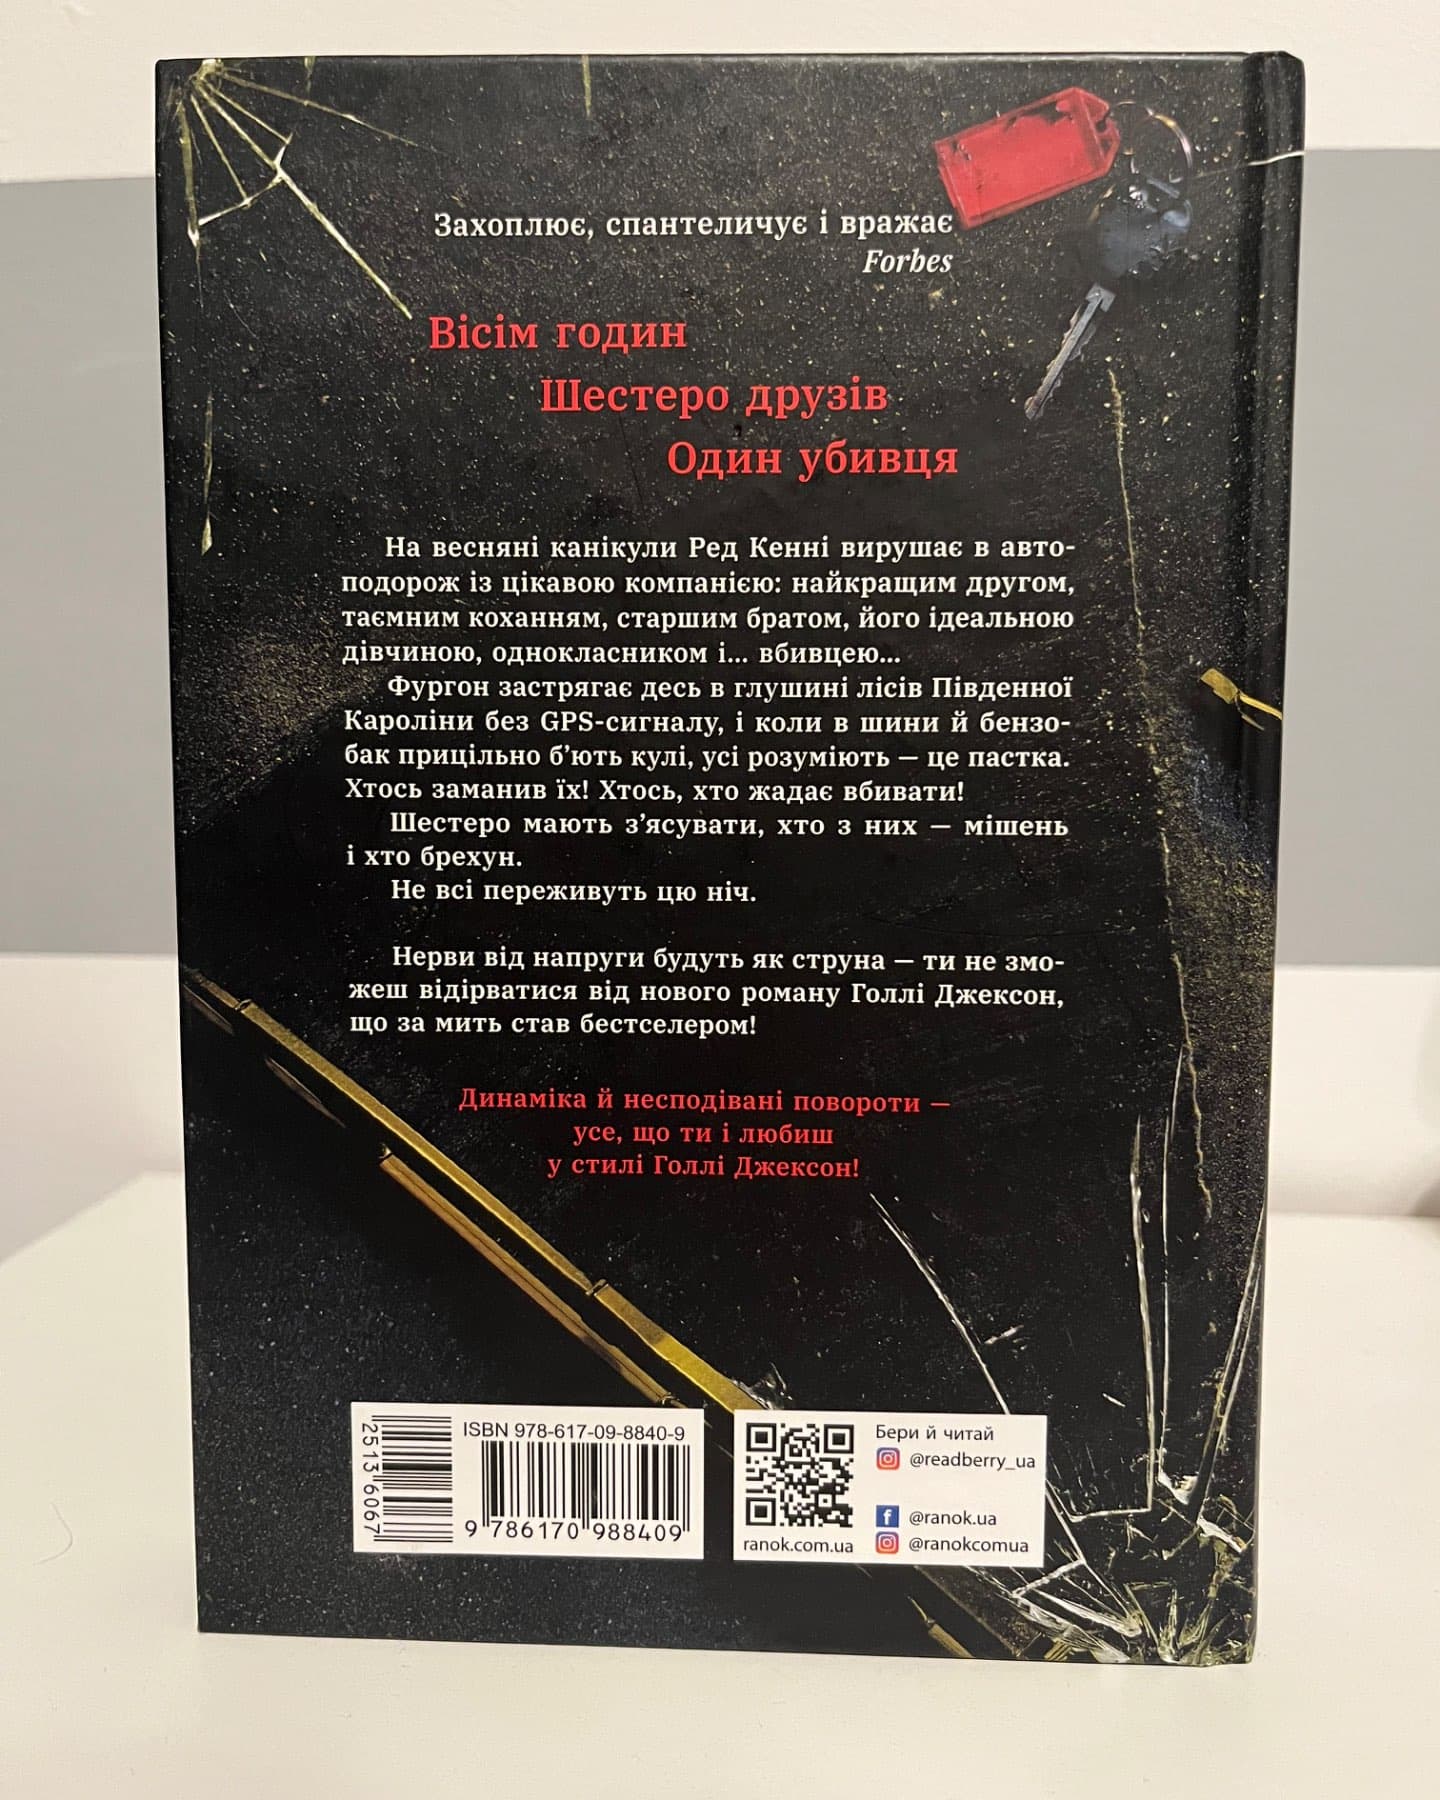 Захоплює, спантеличує і вражає
Forbes
Вісім годин
Шестеро друзів
Один убивця
На весняні канікули Ред Кенні вирушає в авто-
подорож із цікавою компанією: найкращим другом,
таємним коханням, старшим братом, його ідеальною
дівчиною, однокласником і... вбивцею...
Фургон застрягає десь в глушині лісів Південної
Кароліни без GPS-сигналу, і коли в шини й бензо-
бак прицільно б’ють кулі, усі розуміють — це пастка.
Хтось заманив їх! Хтось, хто жадає вбивати!
Шестеро мають з’ясувати, хто з них — мішень
і хто брехун.
Не всі переживуть цю ніч.
Нерви від напруги будуть як струна — ти не змо-
жеш відірватися від нового роману Голлі Джексон,
що за мить став бестселером!
Динаміка й несподівані повороти —
усе, що ти і любиш
у стилі Голлі Джексон!
2513 6067
ISBN 978-617-09-8840-9
9 786170 988409
ranok.com.ua
Бери й читай
@readberry_ua
@ranok.ua
@ranokcomua